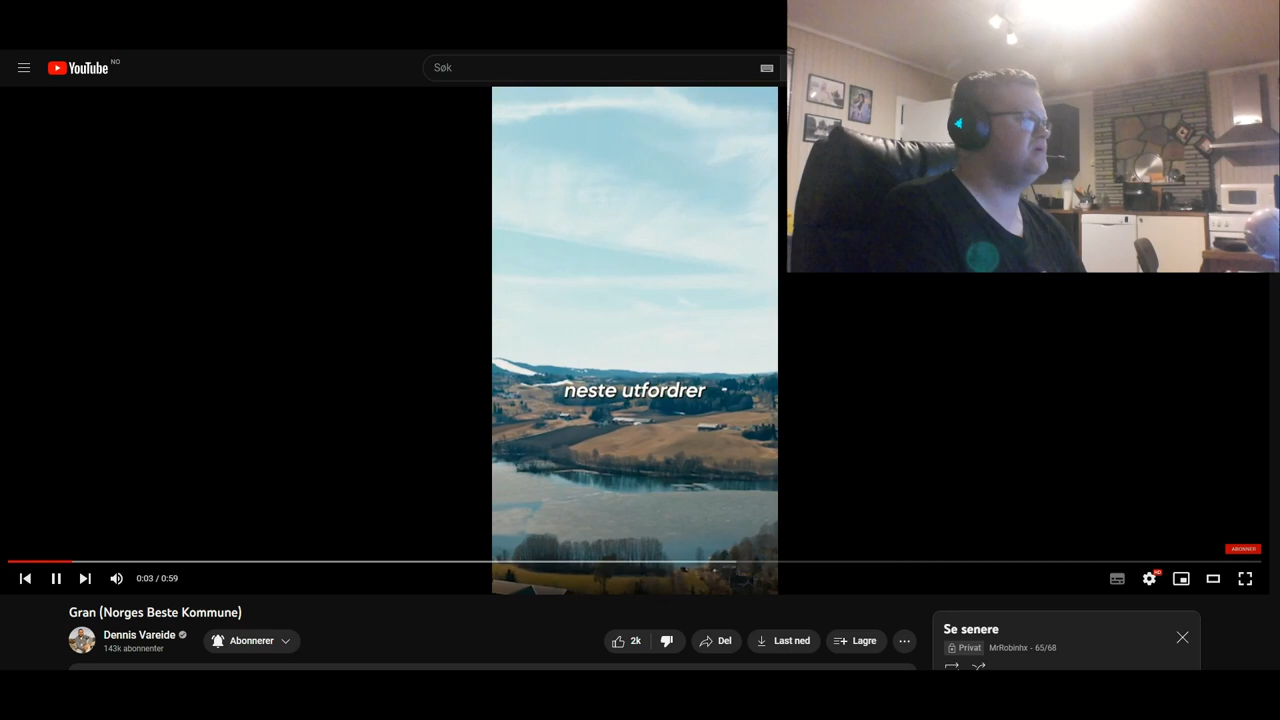 YouTube NO
Søk
neste utfordrer
ABONNER
0:03 / 0:59
HD
Gran (Norges Beste Kommune)
Dennis Vareide
143k abonnenter
Abonnerer
2k
Del
Last ned
Lagre
Se senere
Privat MrRobinhx - 65/68